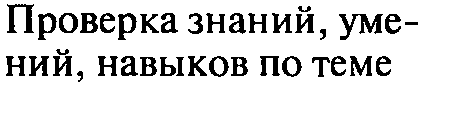 Проверка знаний, уме-
ний, навыков по теме